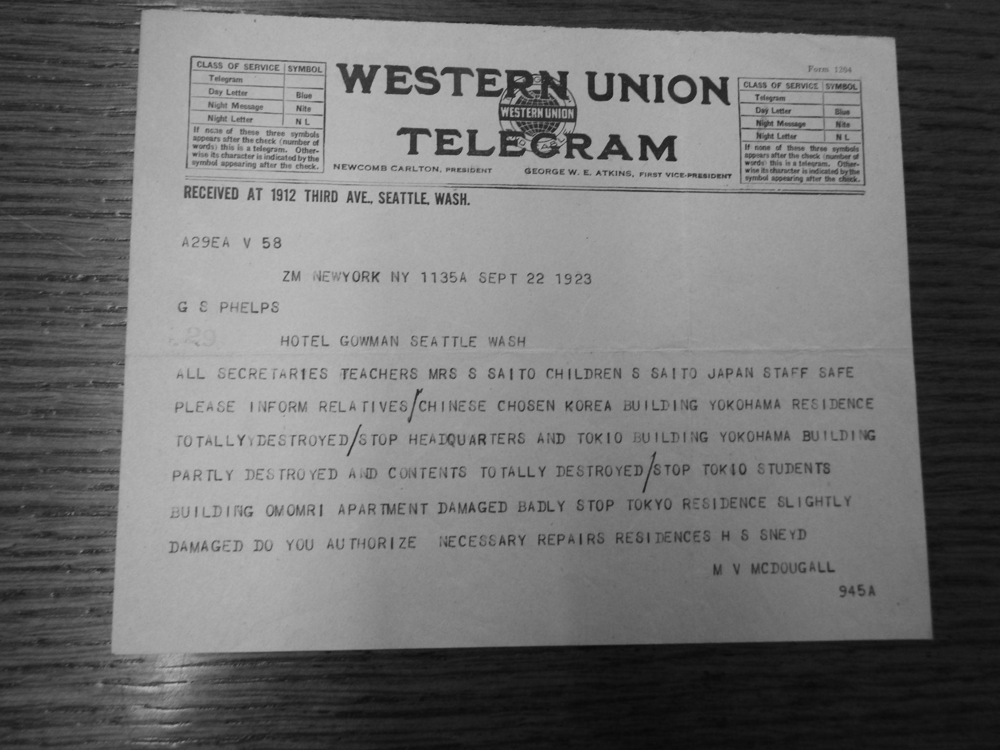 Form 1204
CLASS OF SERVICE SYMBOL
Telegram
Day Letter Blue
Night Message Nite
Night Letter N L
If none of these three symbols
appears after the check (number of
words) this is a telegram. Other-
wise its character is indicated by the
symbol appearing after the check.
WESTERN UNION
WESTERN UNION
TELEGRAM
NEWCOMB CARLTON, PRESIDENT GEORGE W. E. ATKINS, FIRST VICE-PRESIDENT
CLASS OF SERVICE SYMBOL
Telegram
Day Letter Blue
Night Message Nite
Night Letter N L
If none of these three symbols
appears after the check (number of
words) this is a telegram. Other-
wise its character is indicated by the
symbol appearing after the check.
RECEIVED AT 1912 THIRD AVE., SEATTLE, WASH.
A29EA V 58
ZM NEWYORK NY 1135A SEPT 22 1923
G S PHELPS
29
HOTEL GOWMAN SEATTLE WASH
ALL SECRETARIES TEACHERS MRS S SAITO CHILDREN S SAITO JAPAN STAFF SAFE
PLEASE INFORM RELATIVES/CHINESE CHOSEN KOREA BUILDING YOKOHAMA RESIDENCE
TOTALLYYDESTROYED/STOP HEADQUARTERS AND TOKIO BUILDING YOKOHAMA BUILDING
PARTLY DESTROYED AND CONTENTS TOTALLY DESTROYED/STOP TOKIO STUDENTS
BUILDING OMOMRI APARTMENT DAMAGED BADLY STOP TOKYO RESIDENCE SLIGHTLY
DAMAGED DO YOU AUTHORIZE NECESSARY REPAIRS RESIDENCES H S SNEYD
M V MCDOUGALL
945A